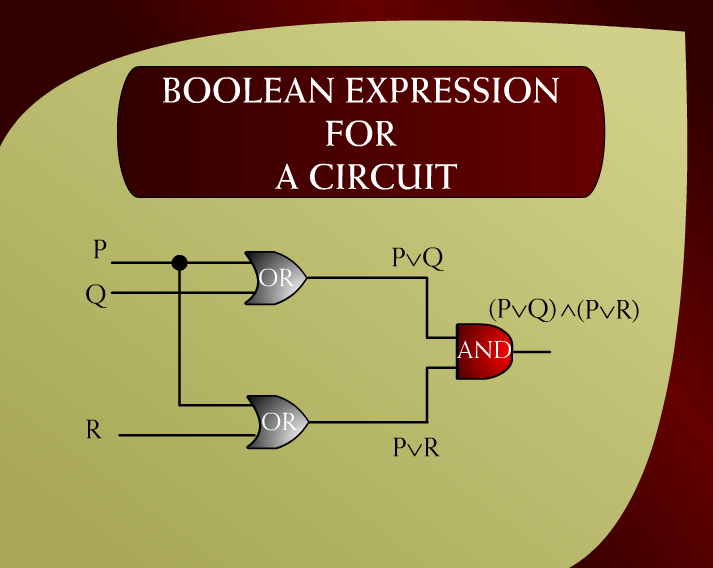 BOOLEAN EXPRESSION
FOR
A CIRCUIT
P
Q
OR
P∨Q
(P∨Q)∧(P∨R)
AND
R
OR
P∨R